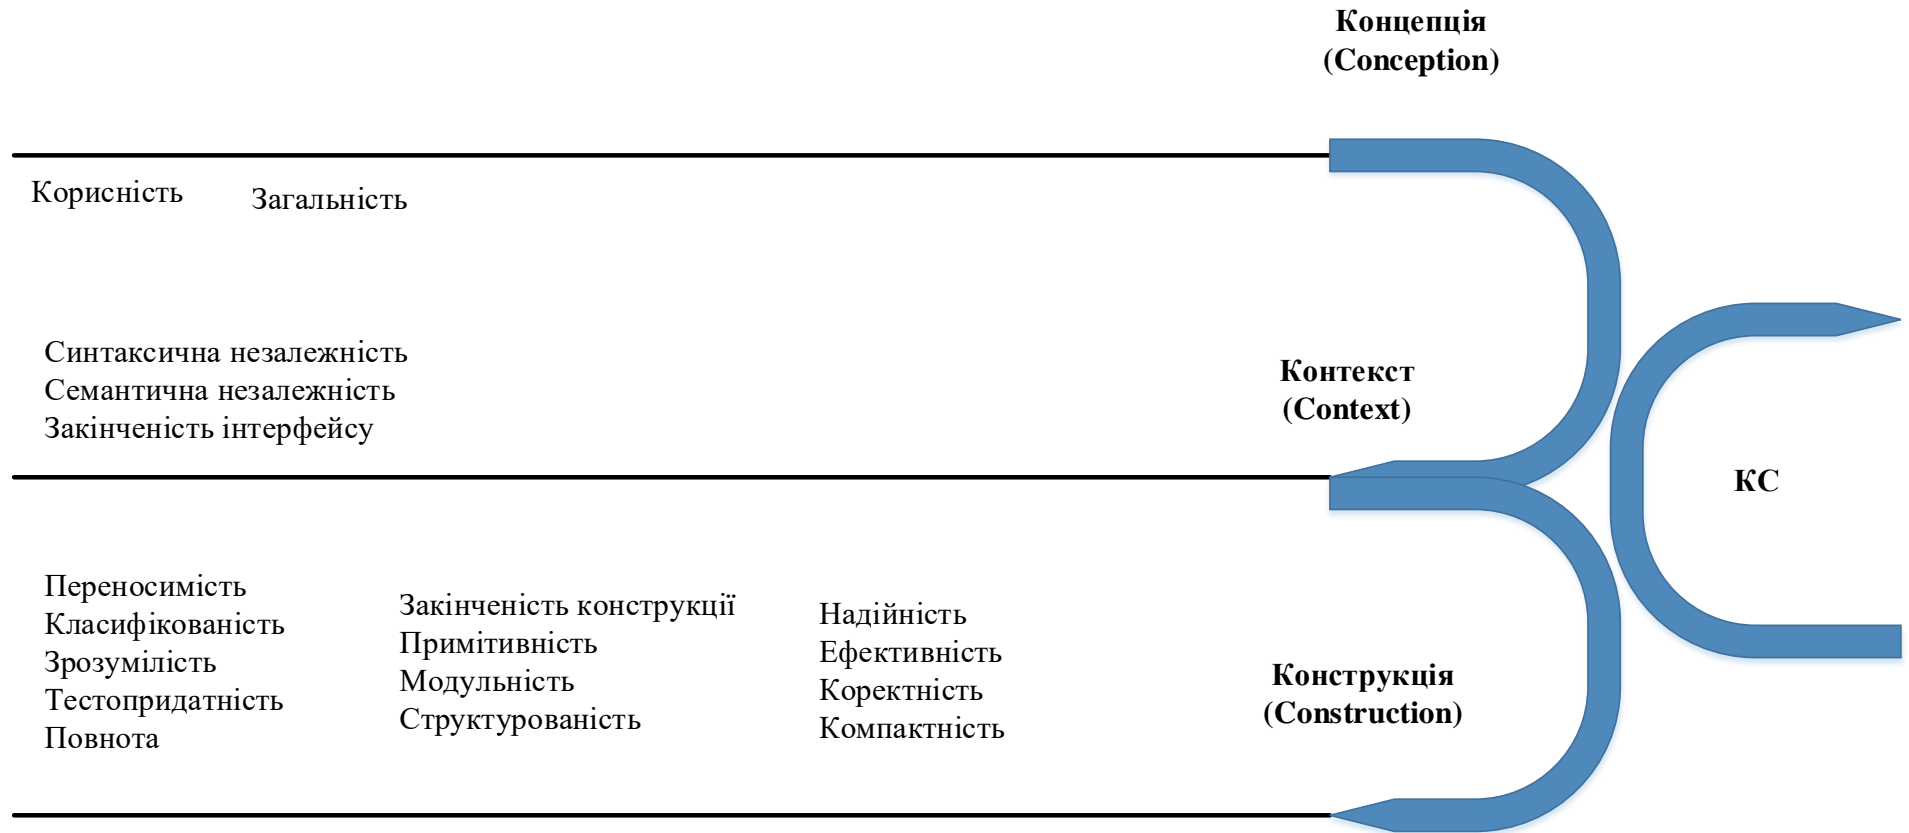 Концепція
(Conception)
Корисність
Загальність
Синтаксична незалежність
Семантична незалежність
Закінченість інтерфейсу
Контекст
(Context)
КС
Переносимість
Класифікованість
Зрозумілість
Тестопридатність
Повнота
Закінченість конструкції
Примітивність
Модульність
Структурованість
Надійність
Ефективність
Коректність
Компактність
Конструкція
(Construction)